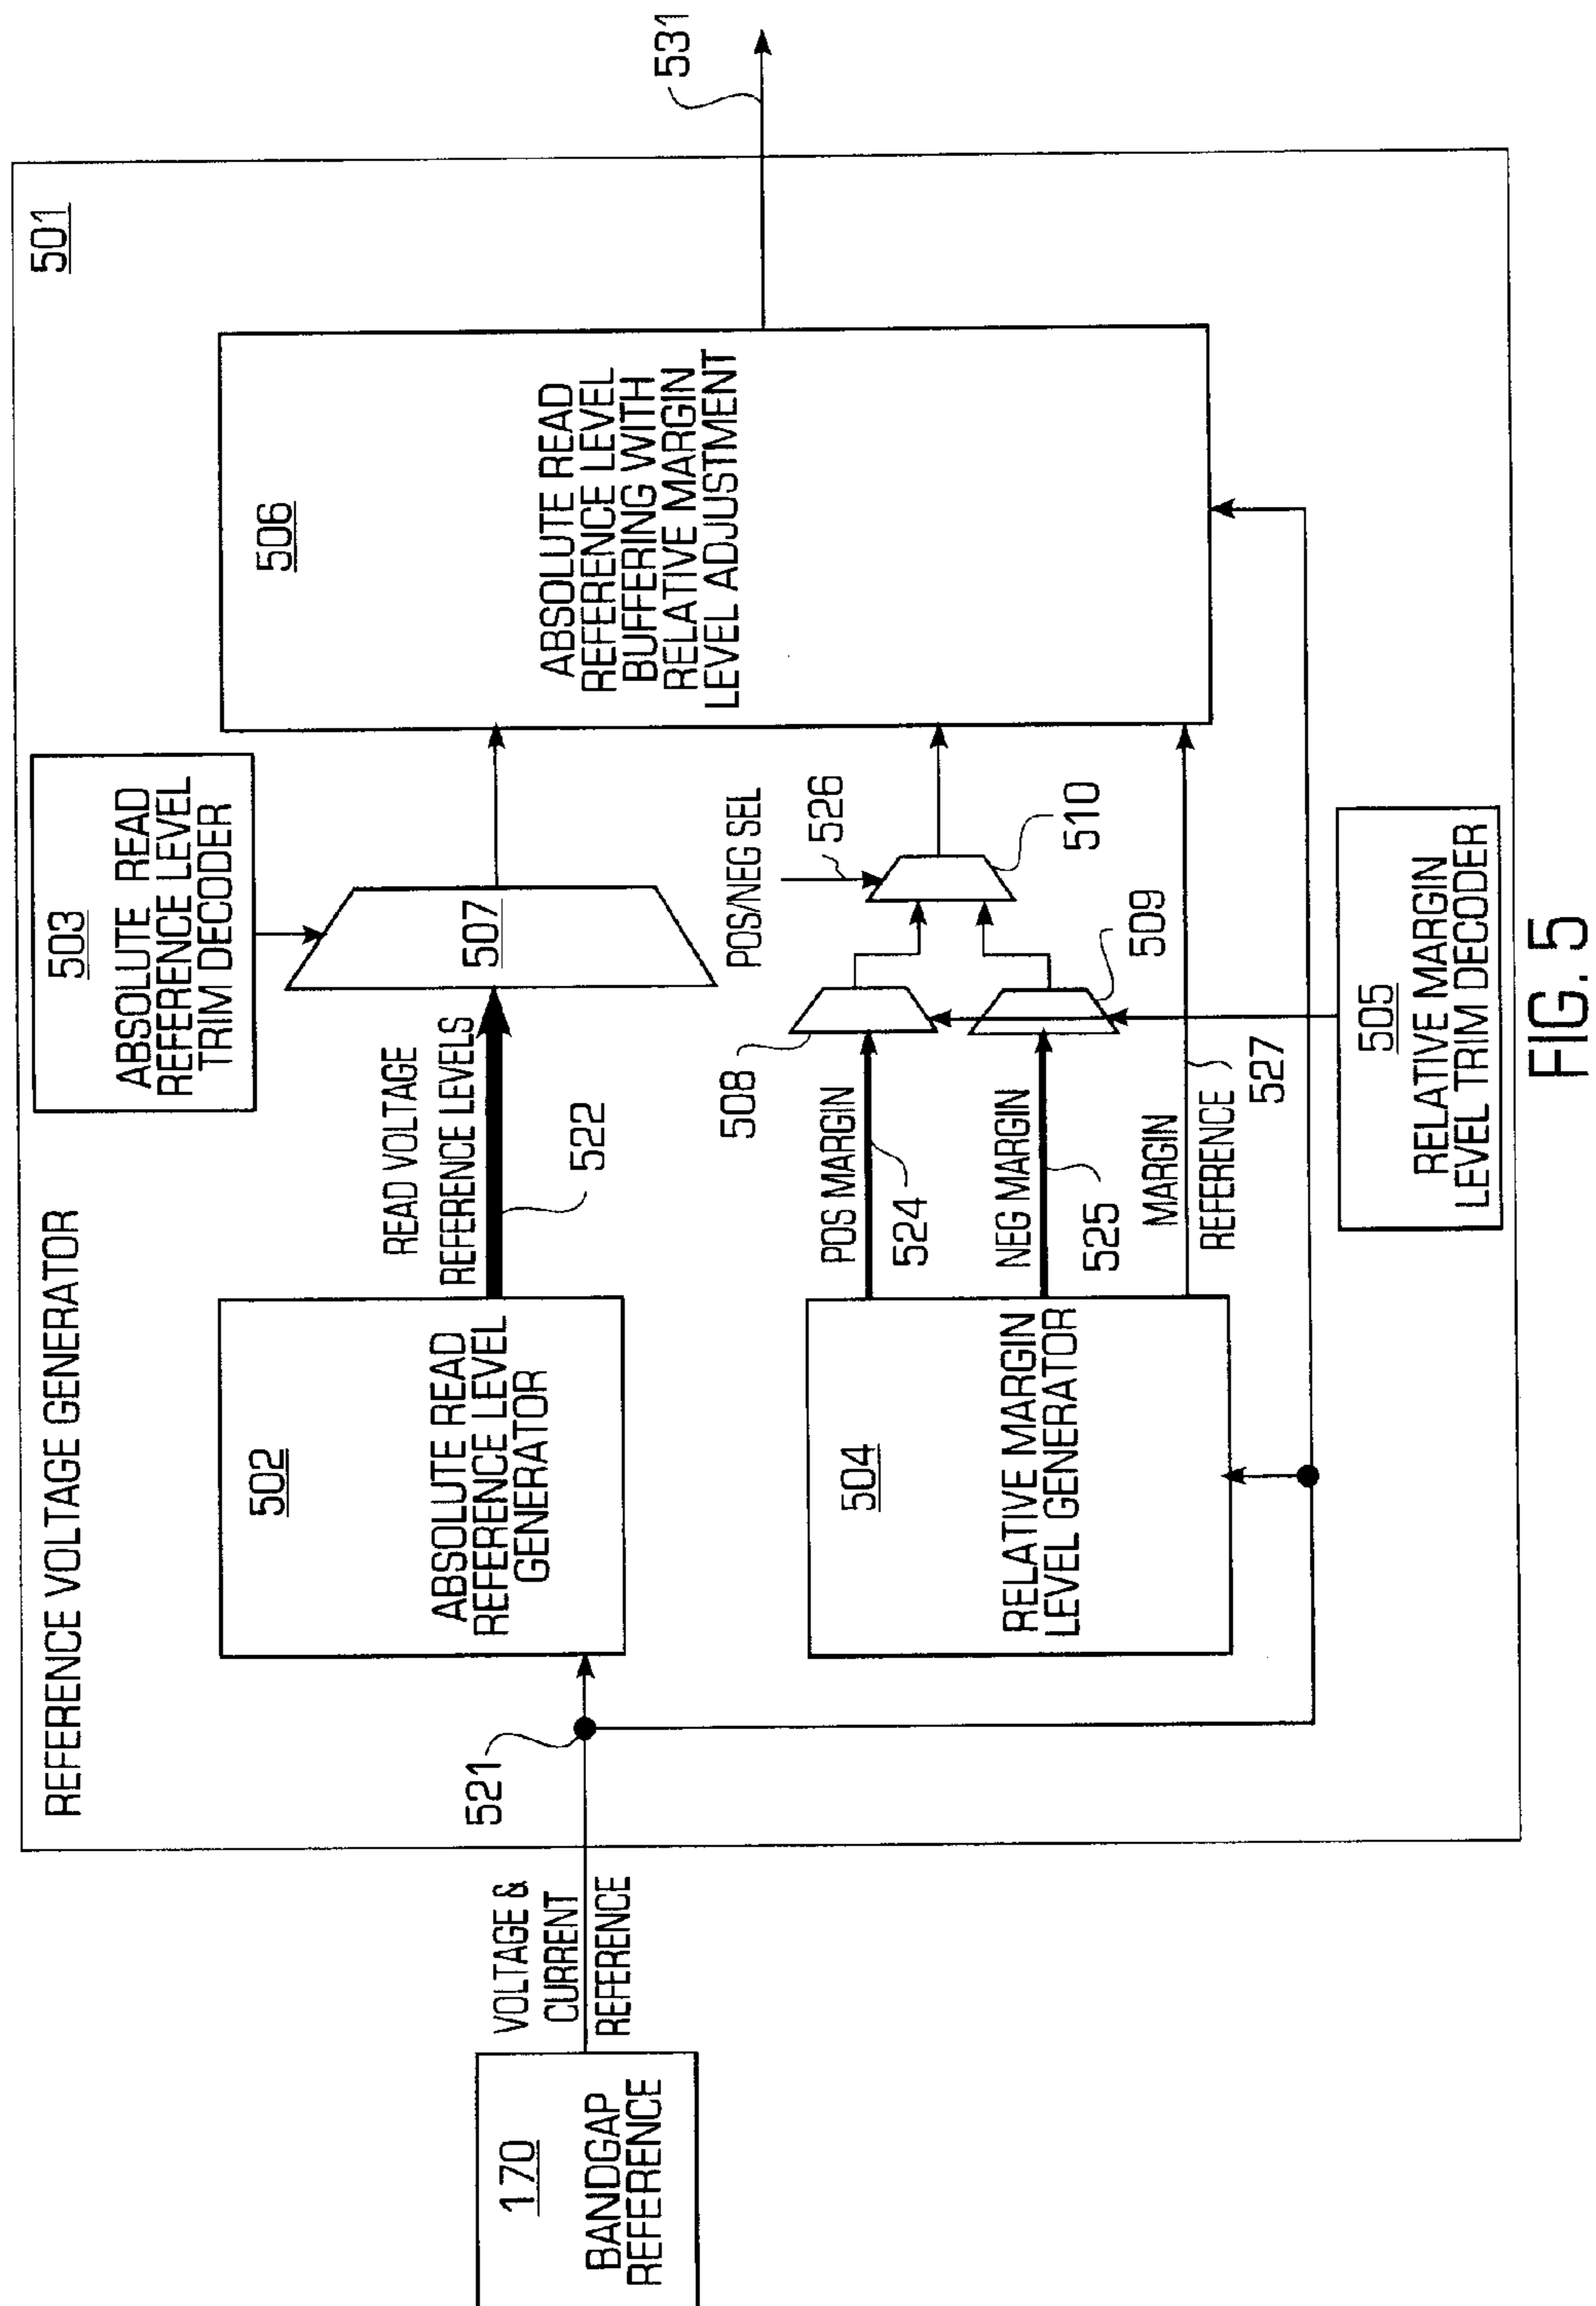 REFERENCE VOLTAGE GENERATOR
501
503
ABSOLUTE READ
REFERENCE LEVEL
TRIM DECODER
502
ABSOLUTE READ
REFERENCE LEVEL
GENERATOR
READ VOLTAGE
REFERENCE LEVELS
522
507
506
ABSOLUTE READ
REFERENCE LEVEL
BUFFERING WITH
RELATIVE MARGIN
LEVEL ADJUSTMENT
531
170
BANDGAP
REFERENCE
VOLTAGE &
CURRENT
REFERENCE
521
504
RELATIVE MARGIN
LEVEL GENERATOR
POS MARGIN
524
NEG MARGIN
525
MARGIN
REFERENCE
527
508
509
POS/NEG SEL
526
510
505
RELATIVE MARGIN
LEVEL TRIM DECODER
FIG. 5